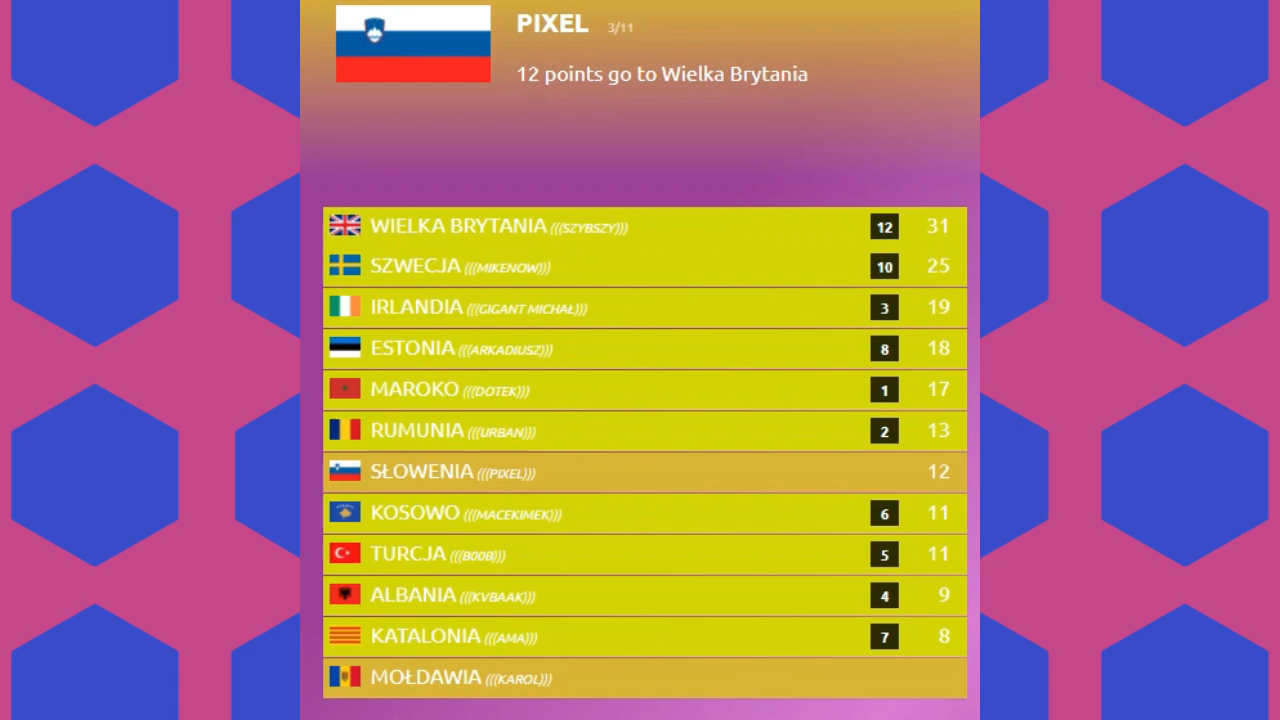 PIXEL 3/11
12 points go to Wielka Brytania
WIELKA BRYTANIA (((SZYBSZY))) 12 31
SZWECJA (((MIKENOW))) 10 25
IRLANDIA (((GIGANT MICHAŁ))) 3 19
ESTONIA (((ARKADIUSZ))) 8 18
MAROKO (((DOTEK))) 1 17
RUMUNIA (((URBAN))) 2 13
SŁOWENIA (((PIXEL))) 12
KOSOWO (((MACEKIMEK))) 6 11
TURCJA (((B00B))) 5 11
ALBANIA (((KVBAAK))) 4 9
KATALONIA (((AMA))) 7 8
MOŁDAWIA (((KAROL)))